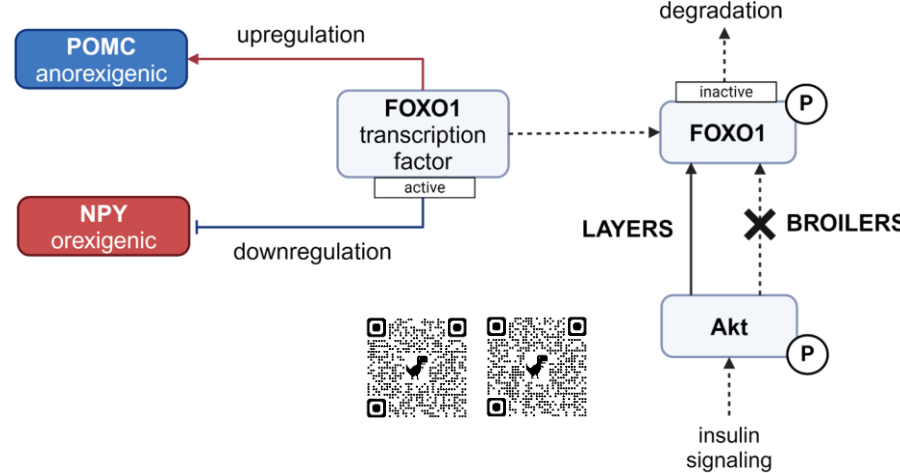 degradation
POMC
anorexigenic
upregulation
inactive
P
FOXO1
FOXO1
transcription
factor
active
NPY
orexigenic
downregulation
LAYERS
BROILERS
Akt
P
insulin
signaling